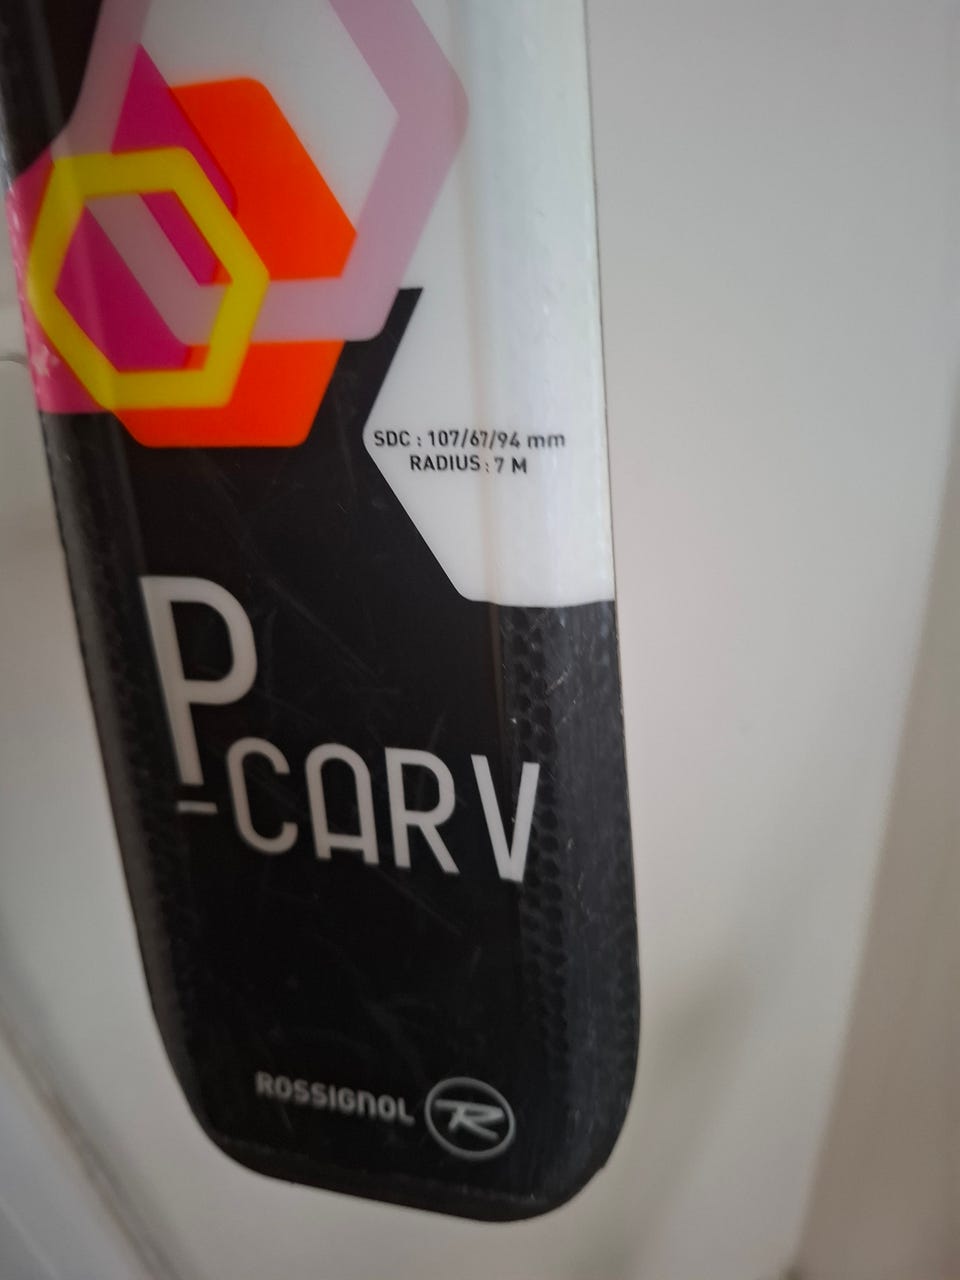 SDC : 107/67/94 mm
RADIUS : 7 M
P-CARV
ROSSIGNOL R